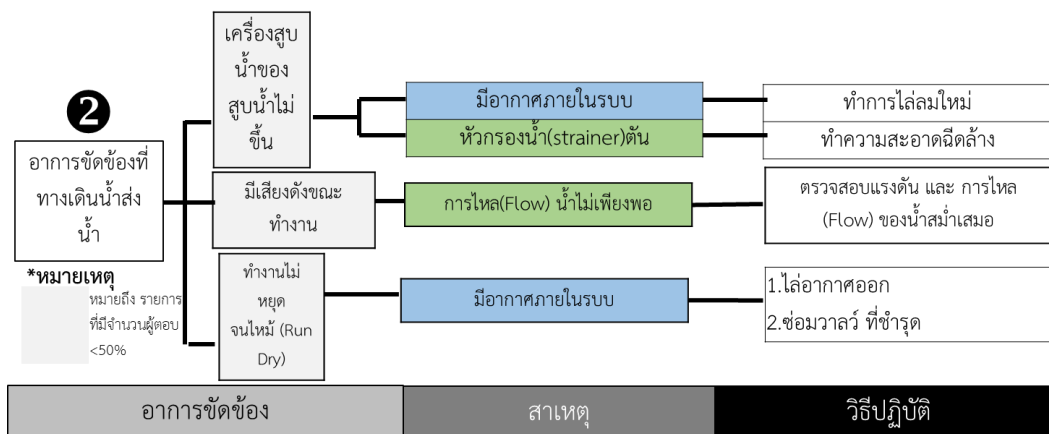 ❷
อาการขัดข้องที่
ทางเดินน้ำส่ง
น้ำ
*หมายเหตุ
หมายถึง รายการ
ที่มีจำนวนผู้ตอบ
<50%
เครื่องสูบ
น้ำของ
สูบน้ำไม่
ขึ้น
มีอากาศภายในรบบ
ทำการไล่ลมใหม่
หัวกรองน้ำ(strainer)ตัน
ทำความสะอาดฉีดล้าง
มีเสียงดังขณะ
ทำงาน
การไหล(Flow) น้ำไม่เพียงพอ
ตรวจสอบแรงดัน และ การไหล
(Flow) ของน้ำสม่ำเสมอ
ทำงานไม่
หยุด
จนไหม้ (Run
Dry)
มีอากาศภายในรบบ
1.ไล่อากาศออก
2.ซ่อมวาลว์ ที่ชำรุด
อาการขัดข้อง
สาเหตุ
วิธีปฏิบัติ